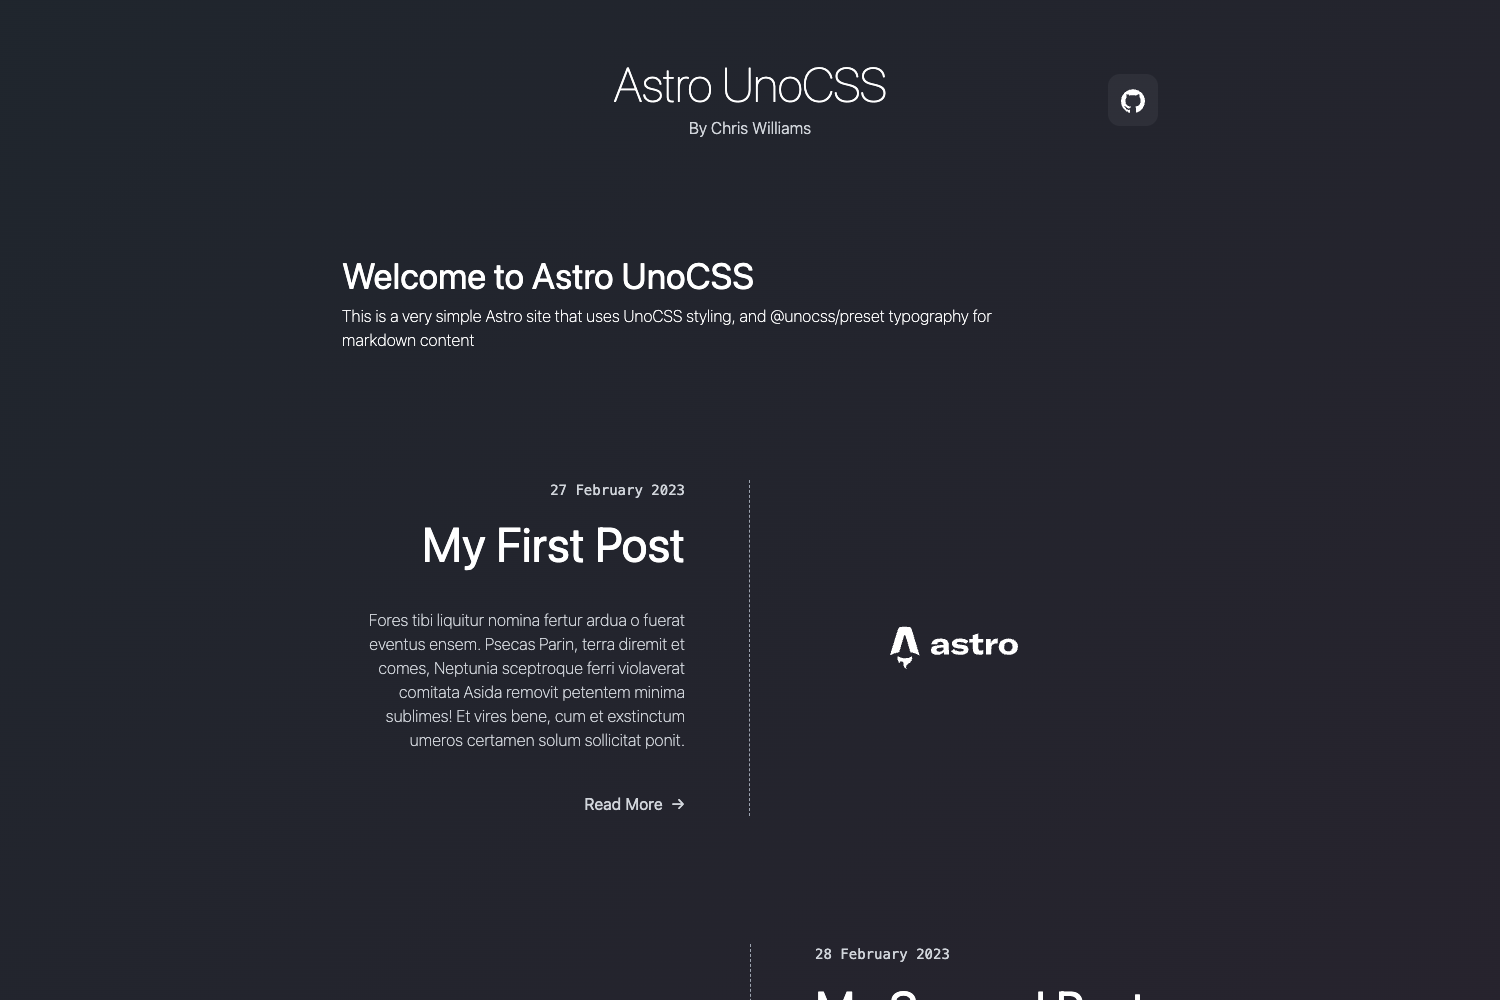 Astro UnoCSS
By Chris Williams
Welcome to Astro UnoCSS
This is a very simple Astro site that uses UnoCSS styling, and @unocss/preset typography for
markdown content
27 February 2023
My First Post
Fores tibi liquitur nomina fertur ardua o fuerat
eventus ensem. Psecas Parin, terra diremit et
comes, Neptunia sceptroque ferri violaverat
comitata Asida removit petentem minima
sublimes! Et vires bene, cum et exstinctum
umeros certamen solum sollicitat ponit.
Read More →
astro
28 February 2023
My Second Post